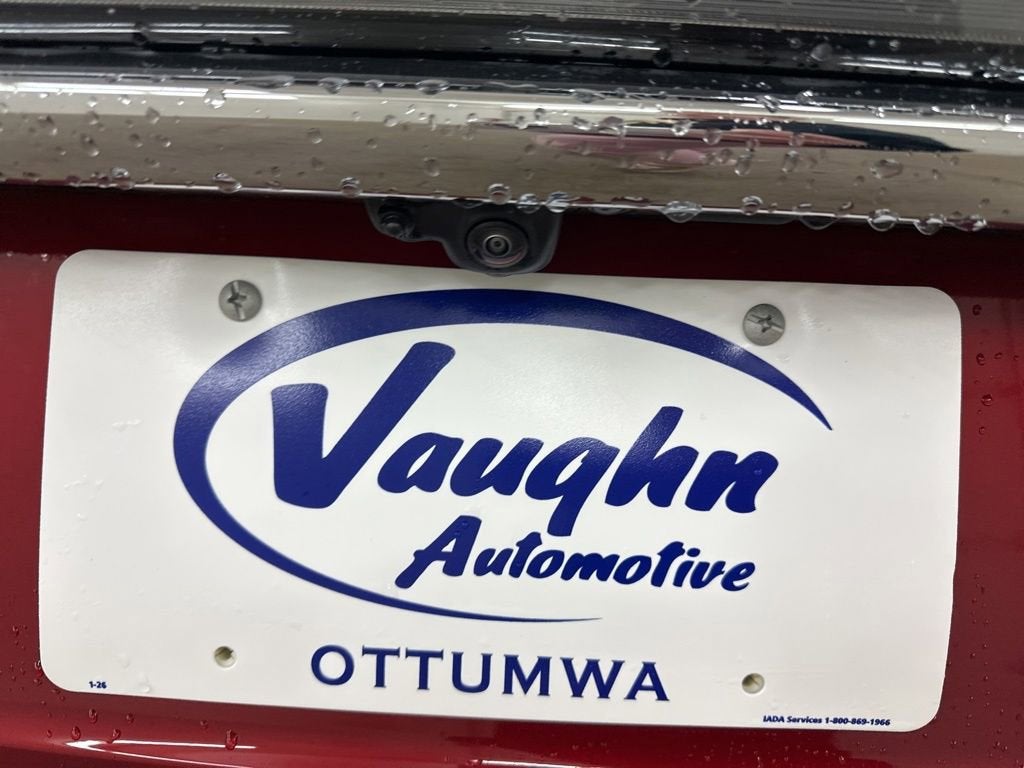 Vaughn
Automotive
OTTUMWA
1-26
IADA Services 1-800-869-1966